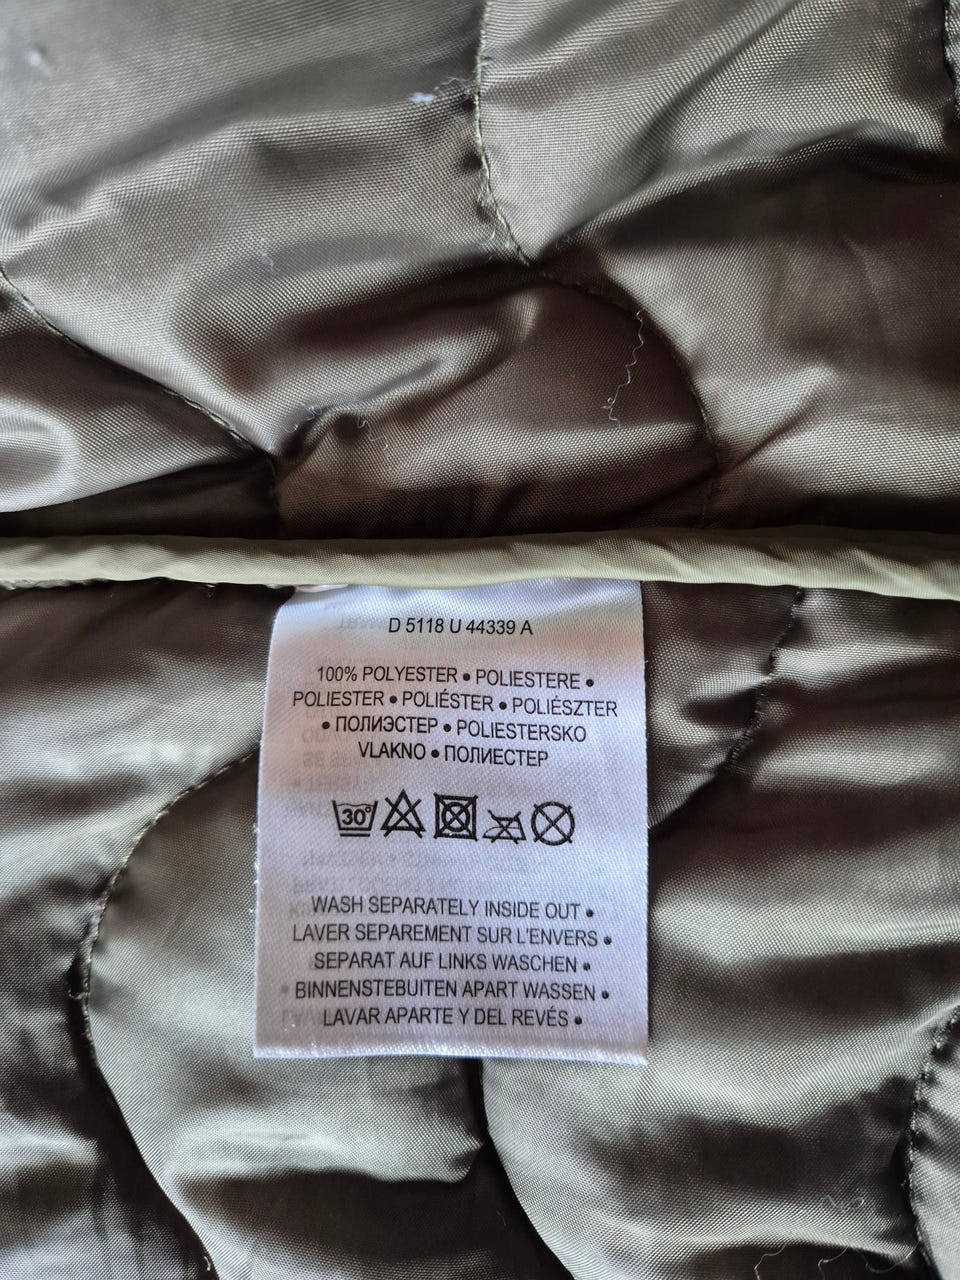 D 5118 U 44339 A
100% POLYESTER • POLIESTERE •
POLIESTER • POLIÉSTER • POLIÉSZTER
• ПОЛИЭСТЕР • POLIESTERSKO
VLAKNO • ПОЛИЕСТЕР
30°
WASH SEPARATELY INSIDE OUT •
LAVER SEPAREMENT SUR L'ENVERS •
SEPARAT AUF LINKS WASCHEN •
BINNENSTEBUITEN APART WASSEN •
LAVAR APARTE Y DEL REVÉS •